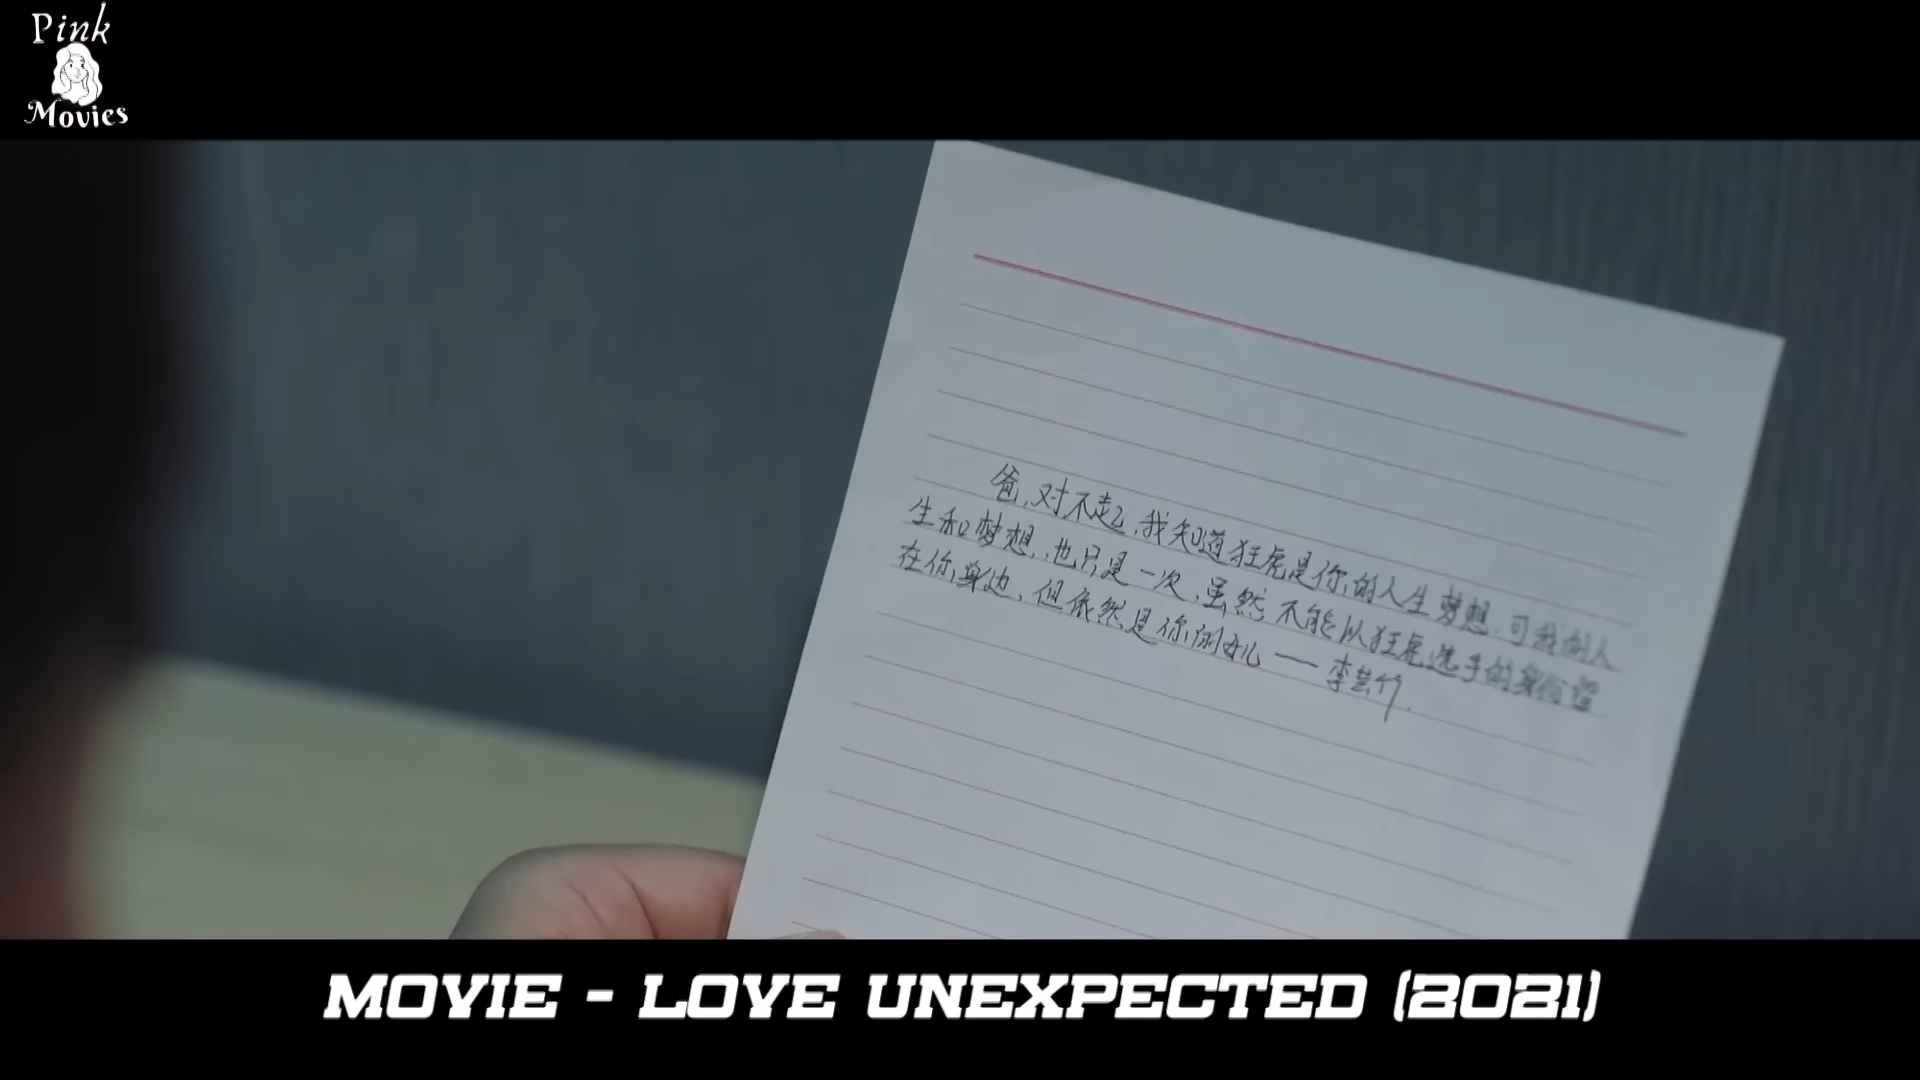 Pink
Movies
爸，对不起，我知道狂虎是你的人生梦想，可我的人
生和梦想，也只是一次，虽然不能以狂虎选手的身份留
在你身边，但依然是你的女儿——李芸竹.
MOVIE - LOVE UNEXPECTED (2021)